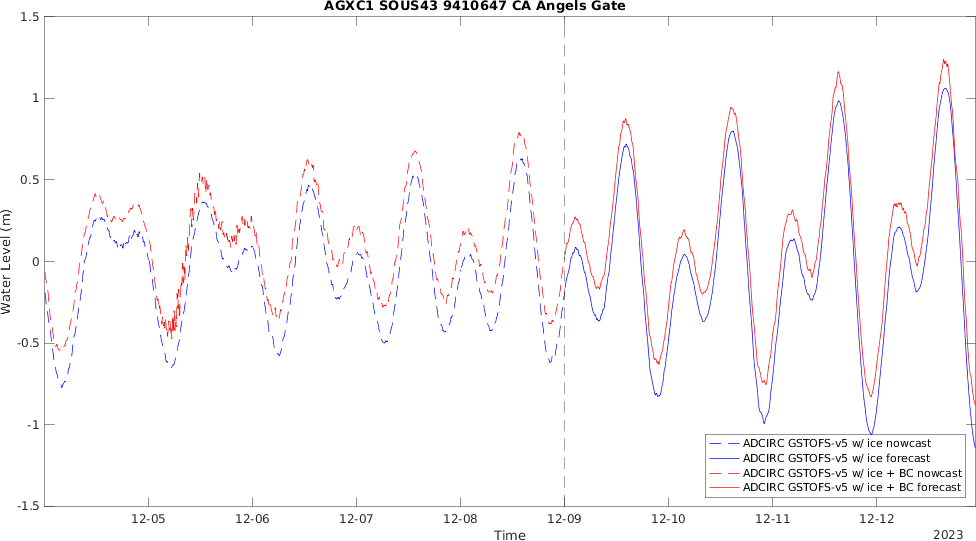 AGXC1 SOUS43 9410647 CA Angels Gate
1.5
1
0.5
0
-0.5
-1
-1.5
Water Level (m)
12-05 12-06 12-07 12-08 12-09 12-10 12-11 12-12
Time
2023
ADCIRC GSTOFS-v5 w/ ice nowcast
ADCIRC GSTOFS-v5 w/ ice forecast
ADCIRC GSTOFS-v5 w/ ice + BC nowcast
ADCIRC GSTOFS-v5 w/ ice + BC forecast